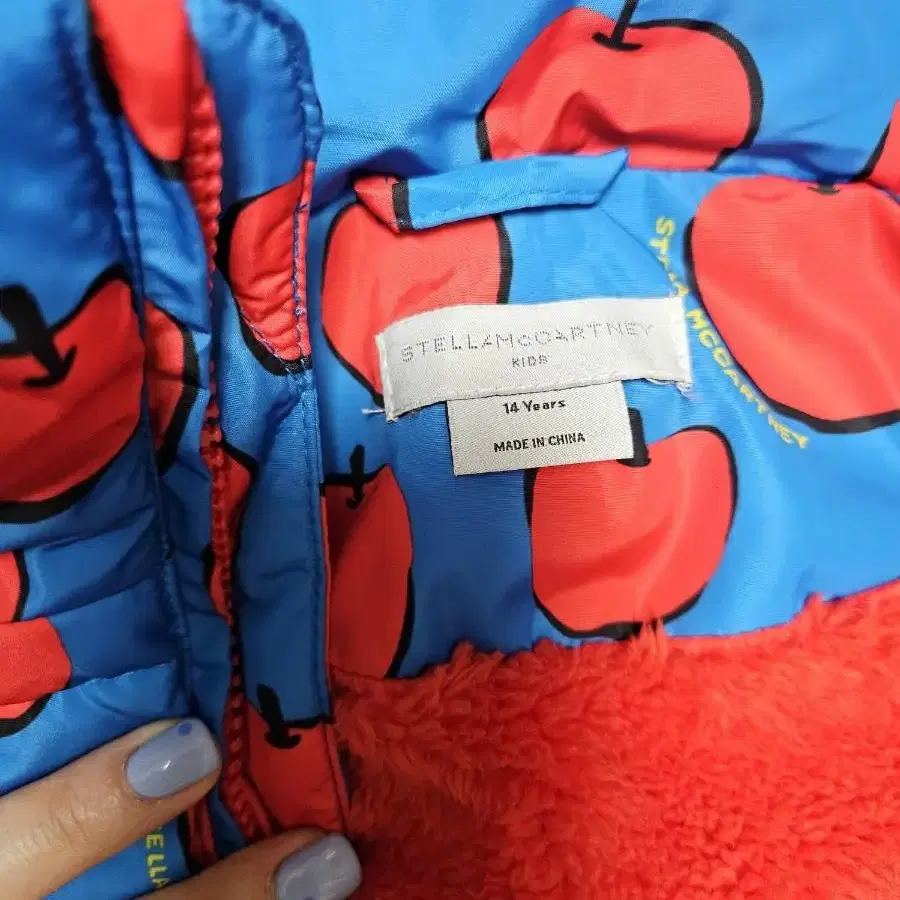 STELLAMcCARTNEY
KIDS
14 Years
MADE IN CHINA
STELLA MCCARTNEY